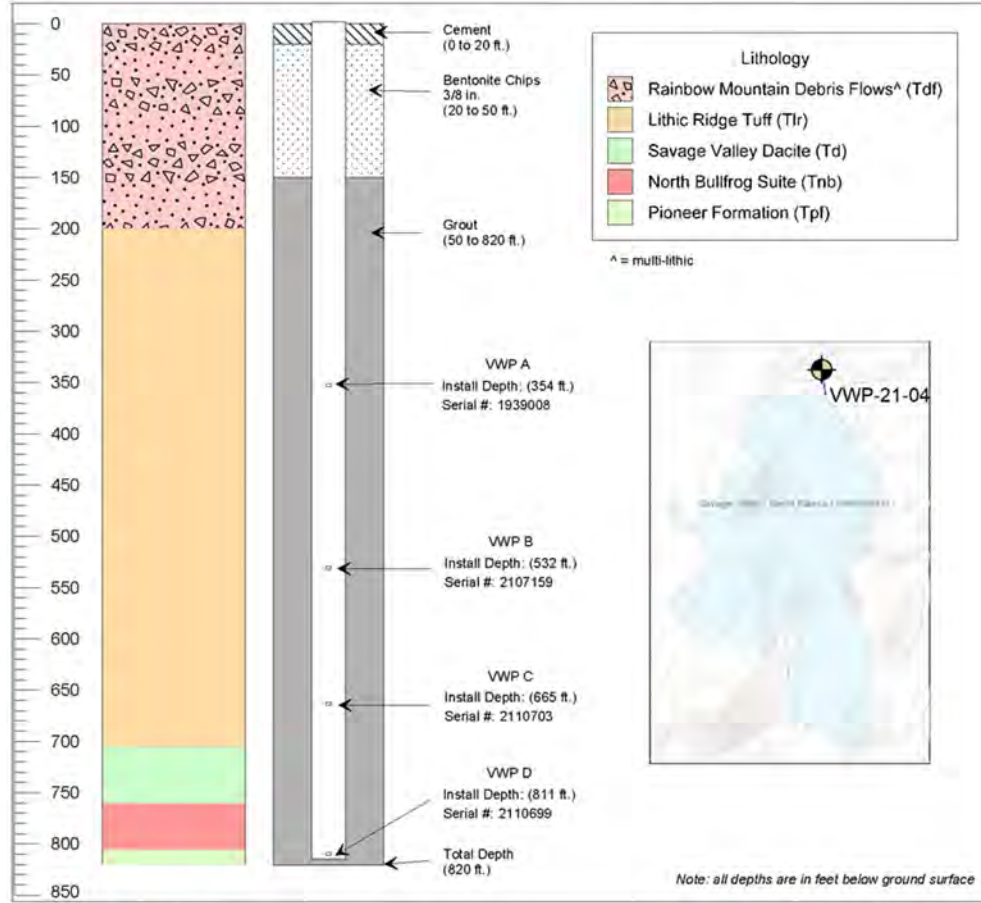 0
50
100
150
200
250
300
350
400
450
500
550
600
650
700
750
800
850
Cement
(0 to 20 ft.)
Bentonite Chips
3/8 in.
(20 to 50 ft.)
Grout
(50 to 820 ft.)
VWP A
Install Depth: (354 ft.)
Serial #: 1939008
VWP B
Install Depth: (532 ft.)
Serial #: 2107159
VWP C
Install Depth: (665 ft.)
Serial #: 2110703
VWP D
Install Depth: (811 ft.)
Serial #: 2110699
Total Depth
(820 ft.)
Lithology
Rainbow Mountain Debris Flows^ (Tdf)
Lithic Ridge Tuff (Tlr)
Savage Valley Dacite (Td)
North Bullfrog Suite (Tnb)
Pioneer Formation (Tpf)
^ = multi-lithic
VWP-21-04
Note: all depths are in feet below ground surface